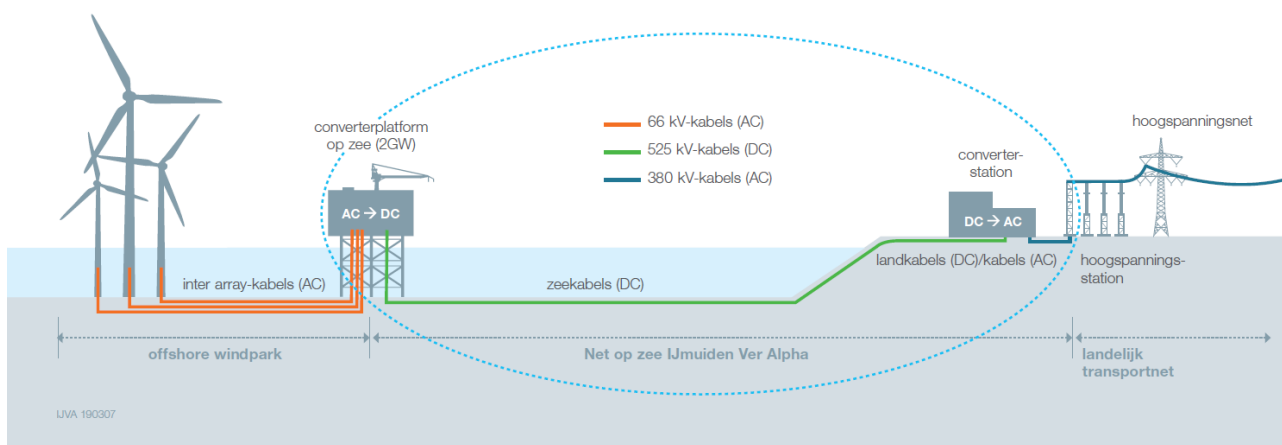 converterplatform
op zee (2GW)
AC → DC
66 kV-kabels (AC)
525 kV-kabels (DC)
380 kV-kabels (AC)
converter-
station
DC → AC
hoogspanningsnet
inter array-kabels (AC)
zeekabels (DC)
landkabels (DC)/kabels (AC)
hoogspannings-
station
offshore windpark
Net op zee IJmuiden Ver Alpha
landelijk
transportnet
IJVA 190307